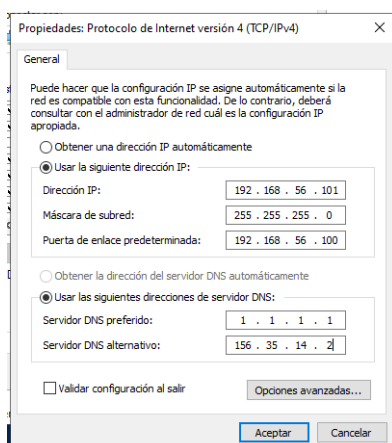 Propiedades: Protocolo de Internet versión 4 (TCP/IPv4)
General
Puede hacer que la configuración IP se asigne automáticamente si la
red es compatible con esta funcionalidad. De lo contrario, deberá
consultar con el administrador de red cuál es la configuración IP
apropiada.
Obtener una dirección IP automáticamente
Usar la siguiente dirección IP:
Dirección IP: 192 . 168 . 56 . 101
Máscara de subred: 255 . 255 . 255 . 0
Puerta de enlace predeterminada: 192 . 168 . 56 . 100
Obtener la dirección del servidor DNS automáticamente
Usar las siguientes direcciones de servidor DNS:
Servidor DNS preferido: 1 . 1 . 1 . 1
Servidor DNS alternativo: 156 . 35 . 14 . 2
Validar configuración al salir
Opciones avanzadas...
Aceptar Cancelar